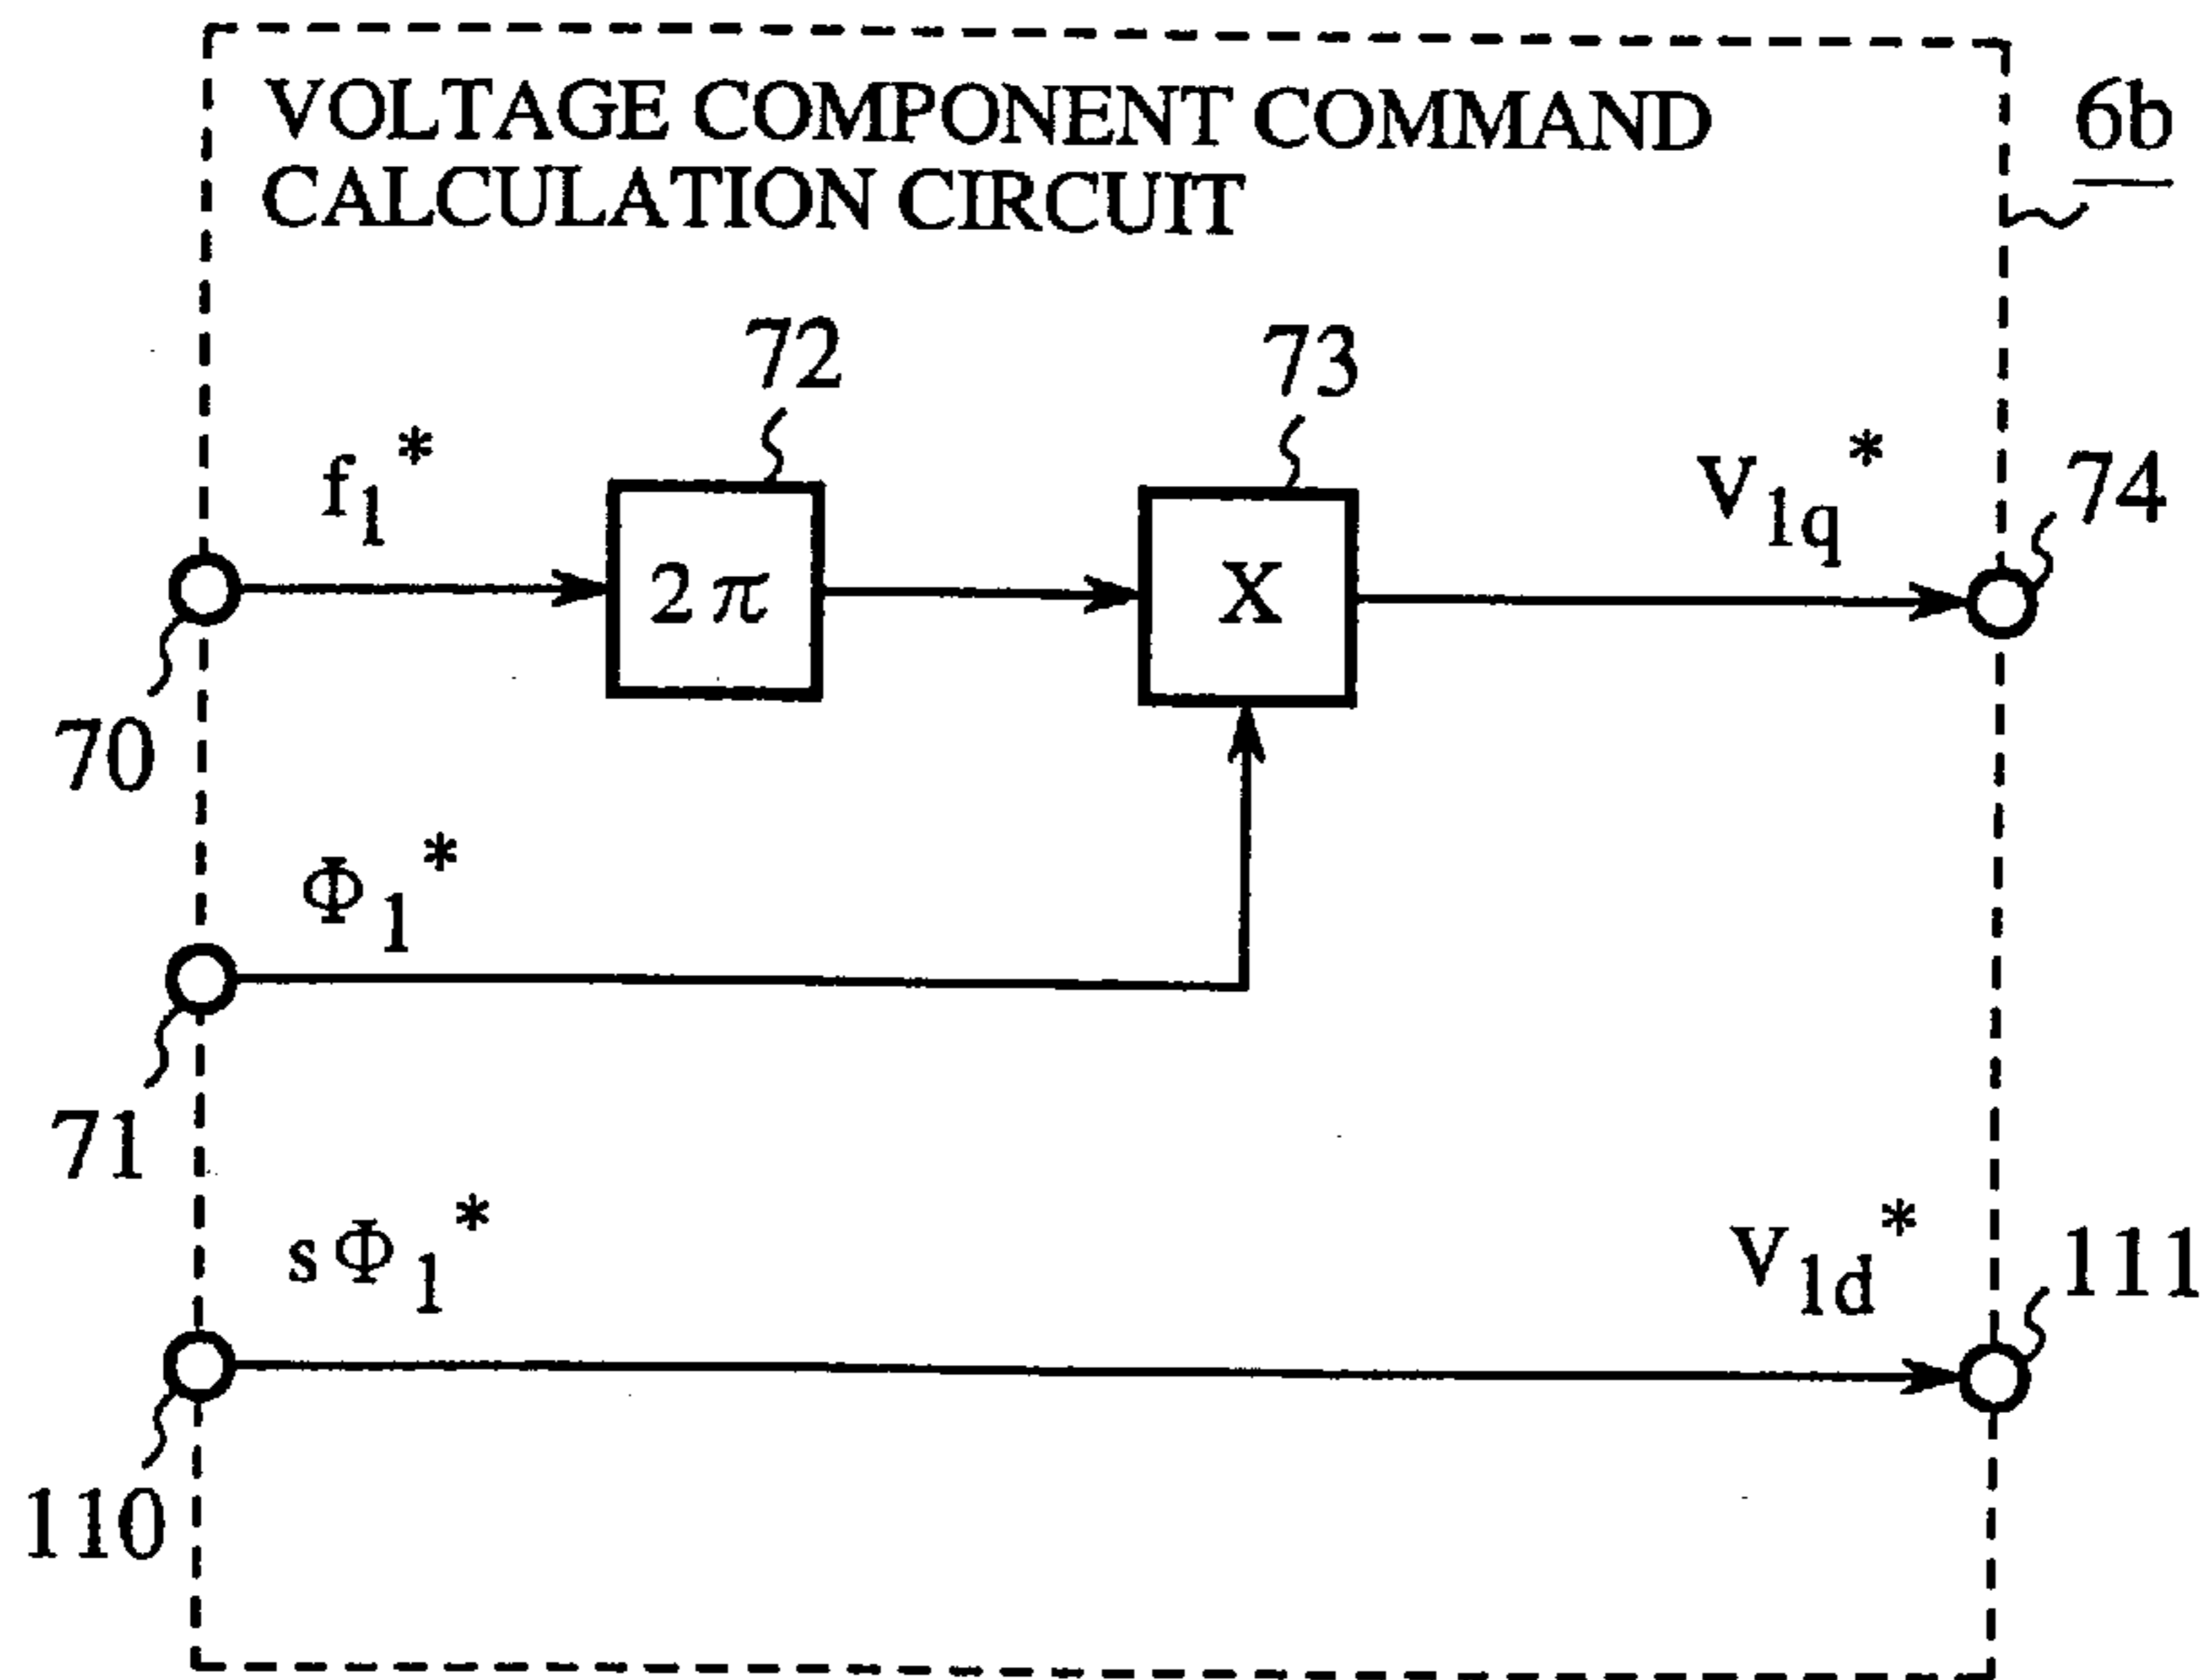 VOLTAGE COMPONENT COMMAND
CALCULATION CIRCUIT
6b
72
73
f1*
V1q*
74
2π
X
70
Φ1*
71
sΦ1*
V1d*
111
110